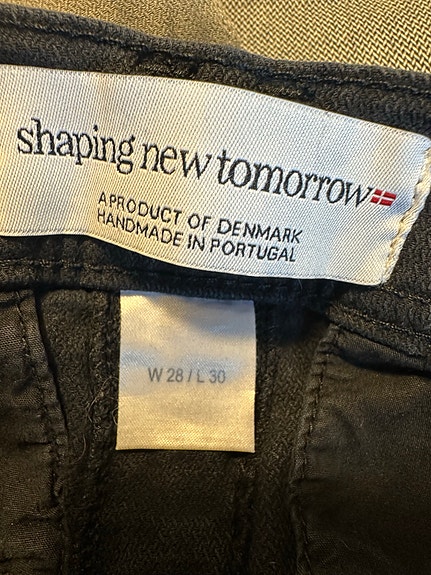 shaping new tomorrow
A PRODUCT OF DENMARK
HANDMADE IN PORTUGAL
W 28 / L 30